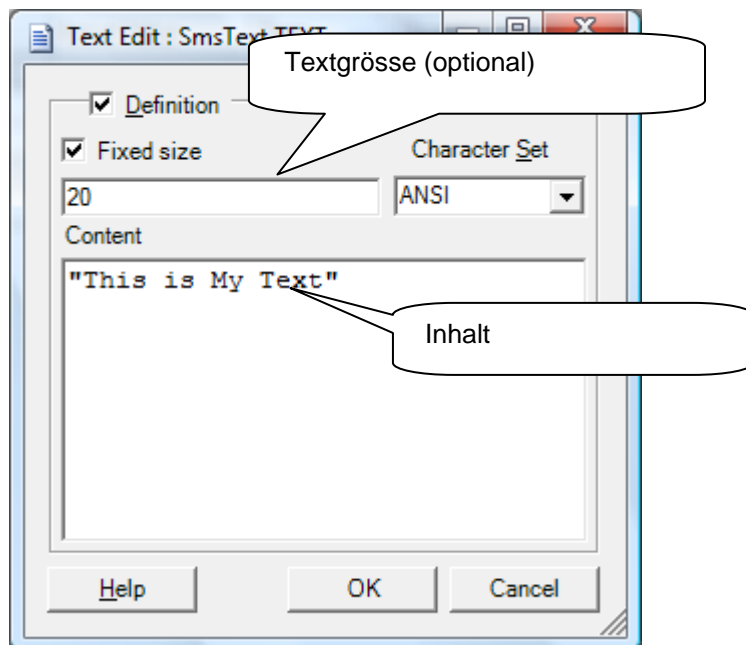 Text Edit : SmsText TEXT
Textgrösse (optional)
Definition
Fixed size
Character Set
20
ANSI
Content
"This is My Text"
Inhalt
Help
OK
Cancel